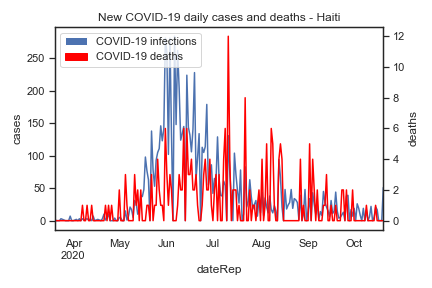 New COVID-19 daily cases and deaths - Haiti
COVID-19 infections
COVID-19 deaths
250
200
150
100
50
0
cases
12
10
8
6
4
2
0
deaths
Apr May Jun Jul Aug Sep Oct
2020
dateRep